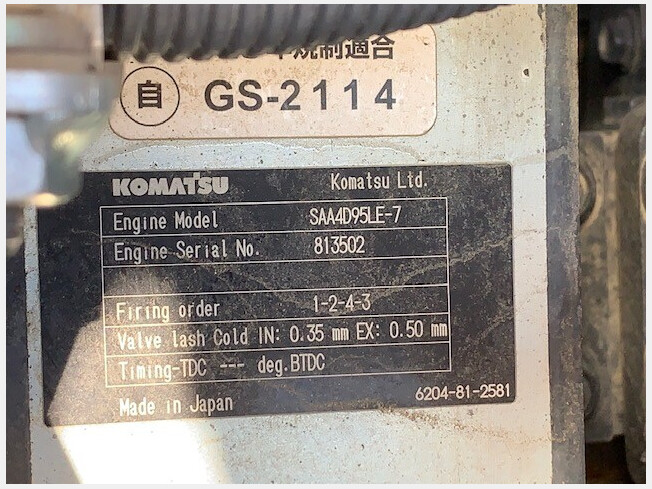 年規制適合
自 GS-2114
KOMATSU Komatsu Ltd.
Engine Model SAA4D95LE-7
Engine Serial No. 813502
Firing order 1-2-4-3
Valve lash Cold IN: 0.35 mm EX: 0.50 mm
Timing-TDC --- deg.BTDC
Made in Japan 6204-81-2581